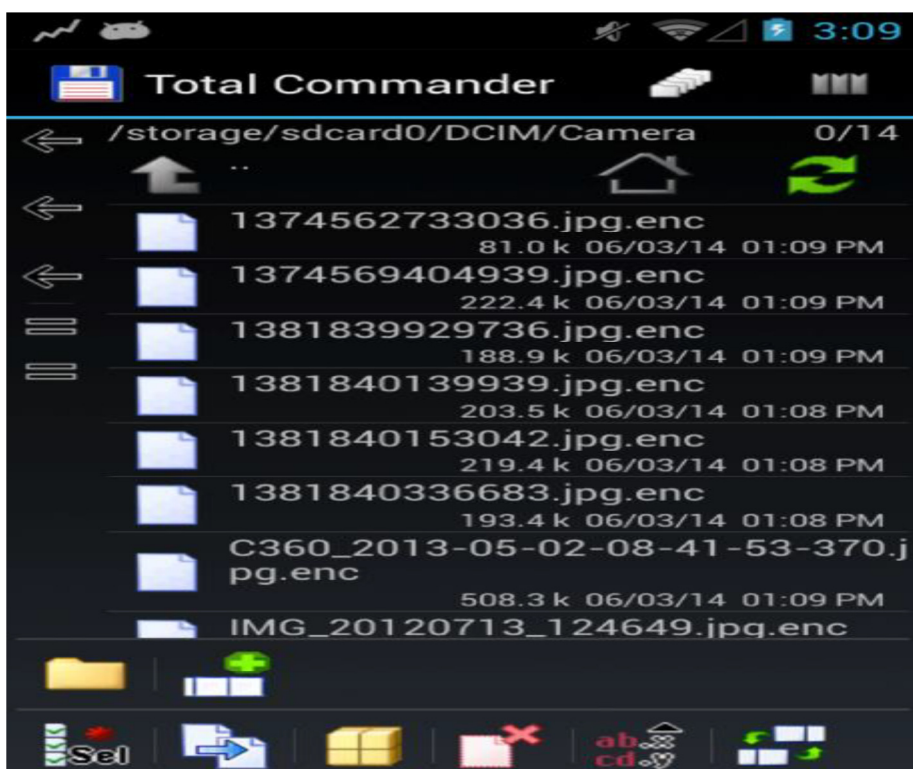 3:09
Total Commander
/storage/sdcard0/DCIM/Camera 0/14
..
1374562733036.jpg.enc
81.0 k 06/03/14 01:09 PM
1374569404939.jpg.enc
222.4 k 06/03/14 01:09 PM
1381839929736.jpg.enc
188.9 k 06/03/14 01:09 PM
1381840139939.jpg.enc
203.5 k 06/03/14 01:08 PM
1381840153042.jpg.enc
219.4 k 06/03/14 01:08 PM
1381840336683.jpg.enc
193.4 k 06/03/14 01:08 PM
C360_2013-05-02-08-41-53-370.j
pg.enc
508.3 k 06/03/14 01:09 PM
IMG_20120713_124649.jpg.enc
Sel
ab
cd